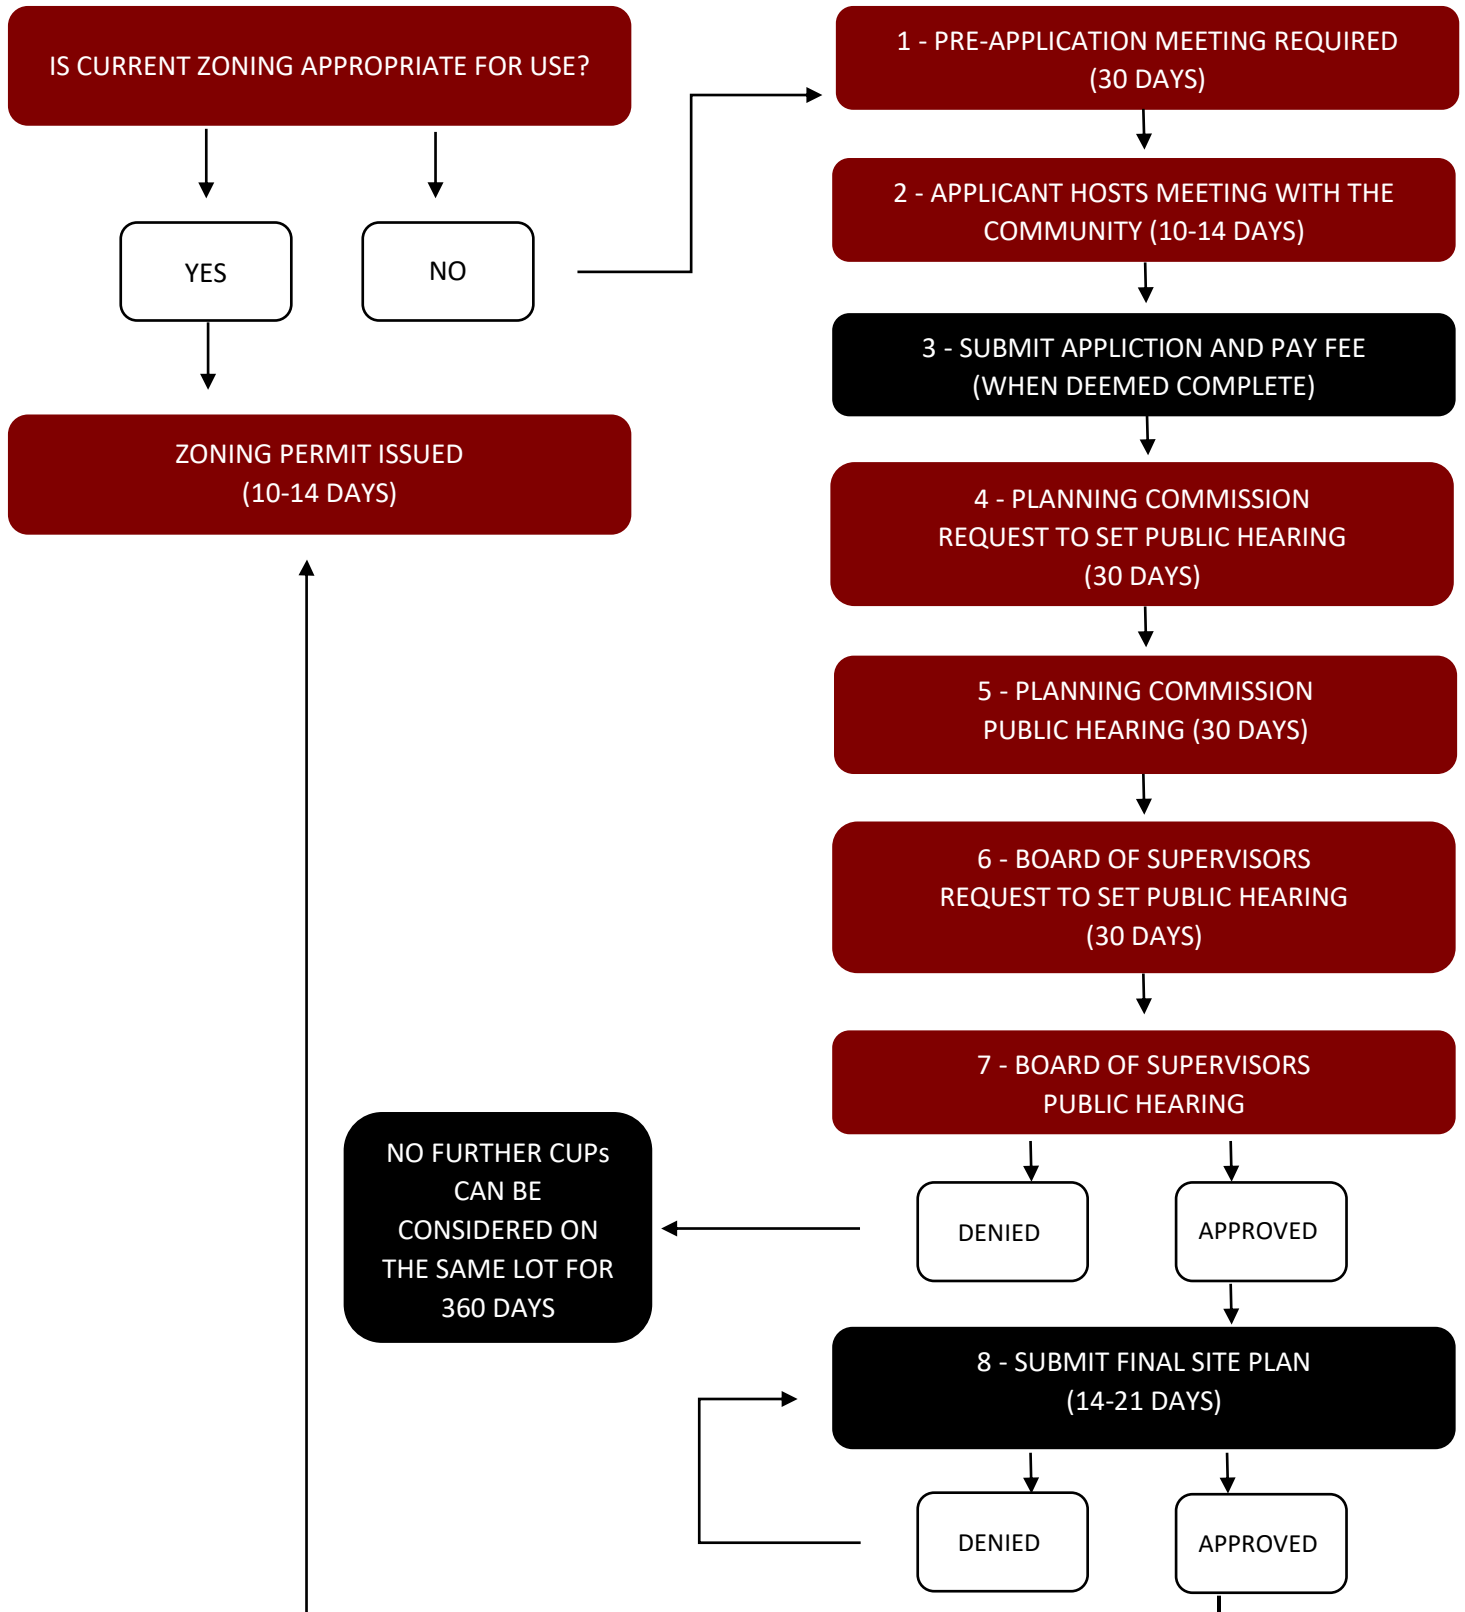 IS CURRENT ZONING APPROPRIATE FOR USE?
YES
NO
ZONING PERMIT ISSUED
(10-14 DAYS)
1 - PRE-APPLICATION MEETING REQUIRED
(30 DAYS)
2 - APPLICANT HOSTS MEETING WITH THE
COMMUNITY (10-14 DAYS)
3 - SUBMIT APPLICTION AND PAY FEE
(WHEN DEEMED COMPLETE)
4 - PLANNING COMMISSION
REQUEST TO SET PUBLIC HEARING
(30 DAYS)
5 - PLANNING COMMISSION
PUBLIC HEARING (30 DAYS)
6 - BOARD OF SUPERVISORS
REQUEST TO SET PUBLIC HEARING
(30 DAYS)
7 - BOARD OF SUPERVISORS
PUBLIC HEARING
DENIED
APPROVED
NO FURTHER CUPs
CAN BE
CONSIDERED ON
THE SAME LOT FOR
360 DAYS
8 - SUBMIT FINAL SITE PLAN
(14-21 DAYS)
DENIED
APPROVED